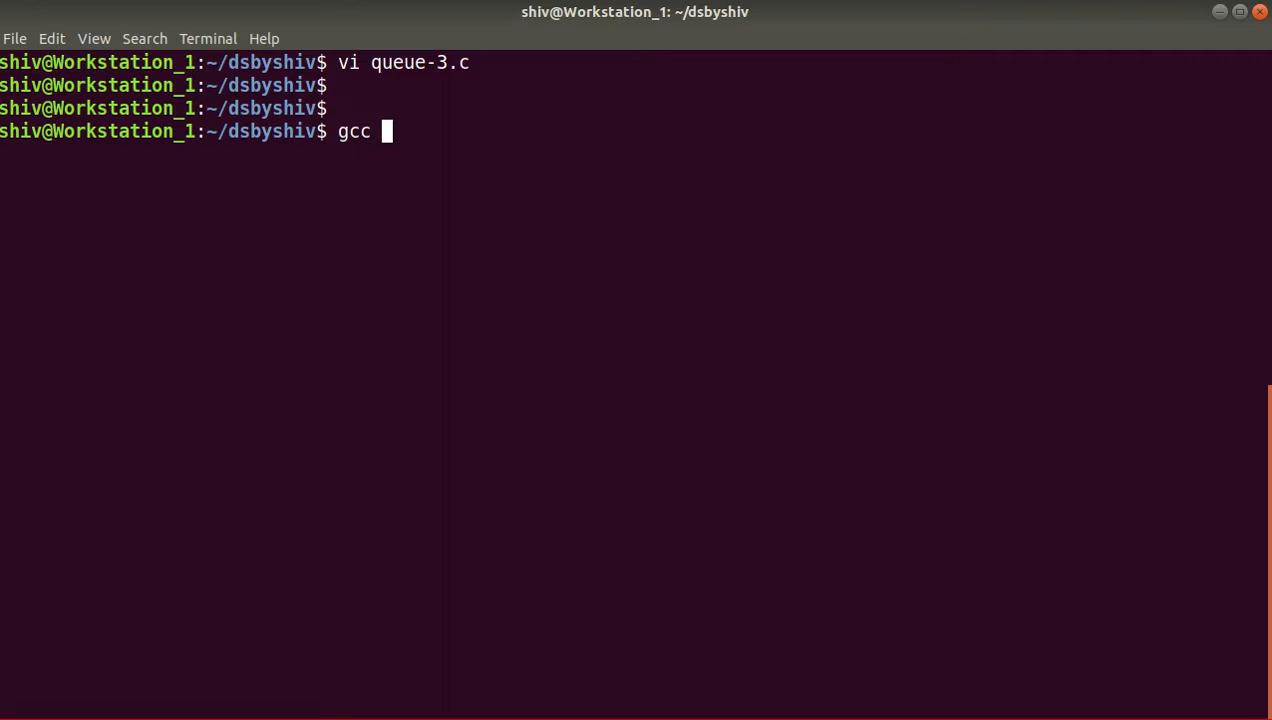 shiv@Workstation_1: ~/dsbyshiv
File Edit View Search Terminal Help
shiv@Workstation_1:~/dsbyshiv$ vi queue-3.c
shiv@Workstation_1:~/dsbyshiv$
shiv@Workstation_1:~/dsbyshiv$
shiv@Workstation_1:~/dsbyshiv$ gcc